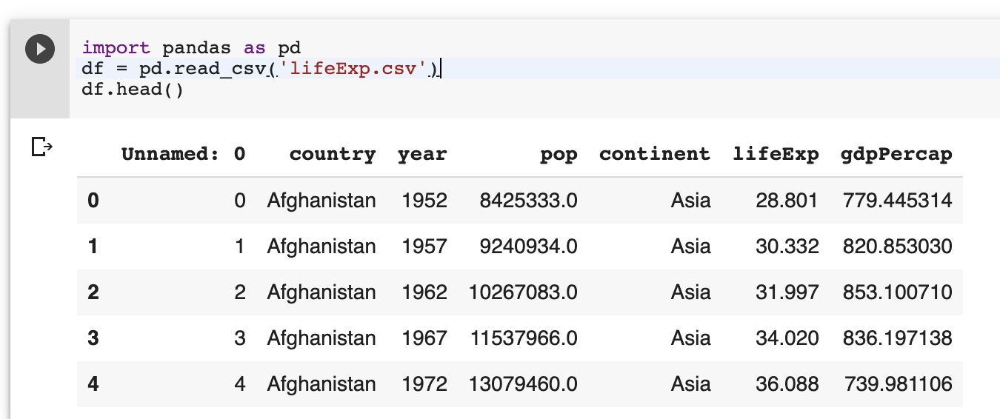 import pandas as pd
df = pd.read_csv('lifeExp.csv')
df.head()
Unnamed: 0 country year pop continent lifeExp gdpPercap
0 0 Afghanistan 1952 8425333.0 Asia 28.801 779.445314
1 1 Afghanistan 1957 9240934.0 Asia 30.332 820.853030
2 2 Afghanistan 1962 10267083.0 Asia 31.997 853.100710
3 3 Afghanistan 1967 11537966.0 Asia 34.020 836.197138
4 4 Afghanistan 1972 13079460.0 Asia 36.088 739.981106